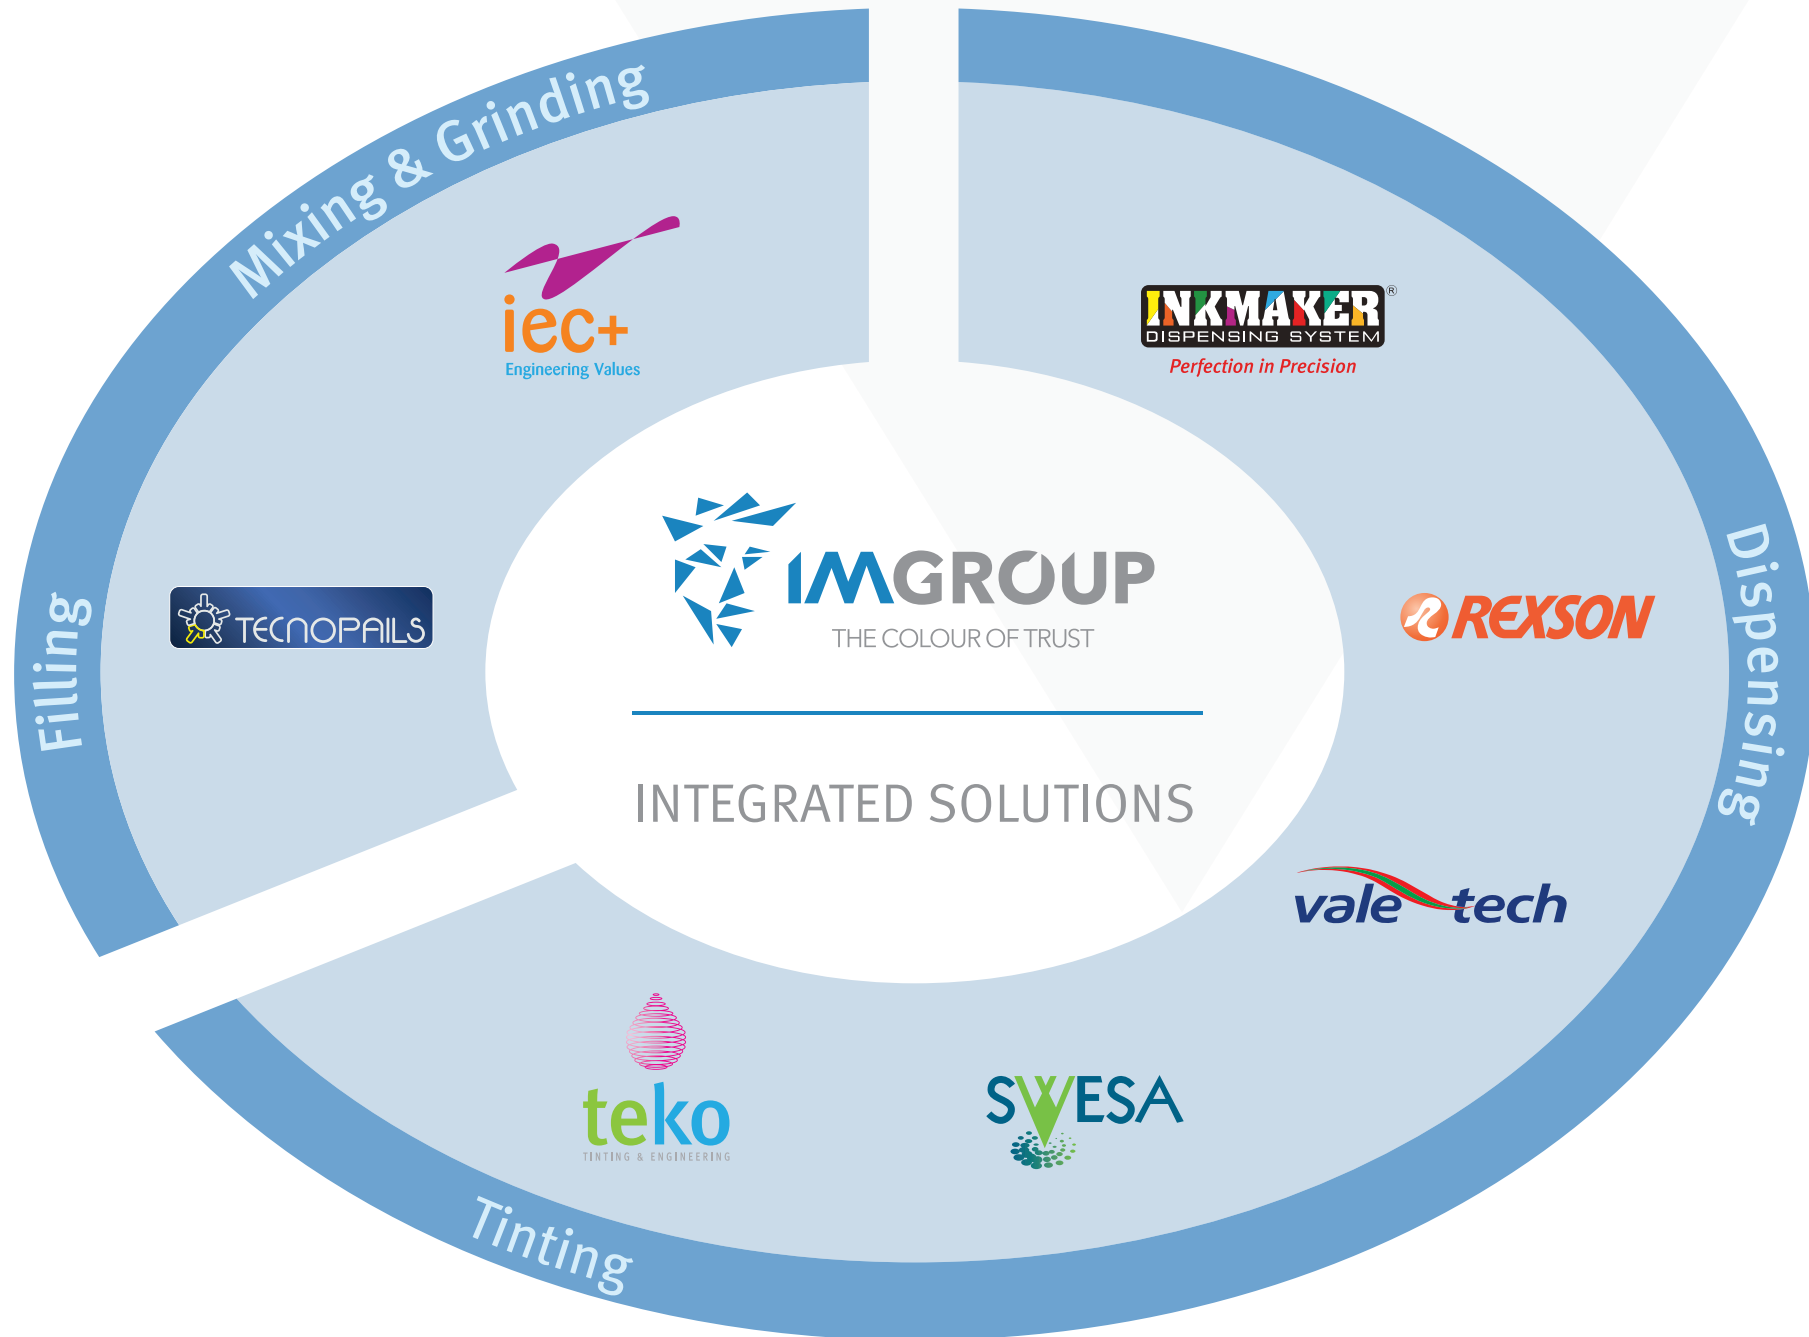 Mixing & Grinding
iec+
Engineering Values
INKMAKER®
DISPENSING SYSTEM
Perfection in Precision
Filling
TECNOPAILS
IMGROUP
THE COLOUR OF TRUST
INTEGRATED SOLUTIONS
REXSON
Dispensing
vale tech
teko
TINTING & ENGINEERING
SWESA
Tinting